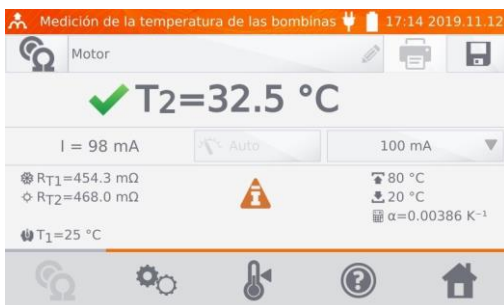 Medición de la temperatura de las bombinas 17:14 2019.11.12
Motor
T2=32.5 °C
I = 98 mA Auto 100 mA
RT1=454.3 mΩ 80 °C
RT2=468.0 mΩ 20 °C
α=0.00386 K⁻¹
T1=25 °C